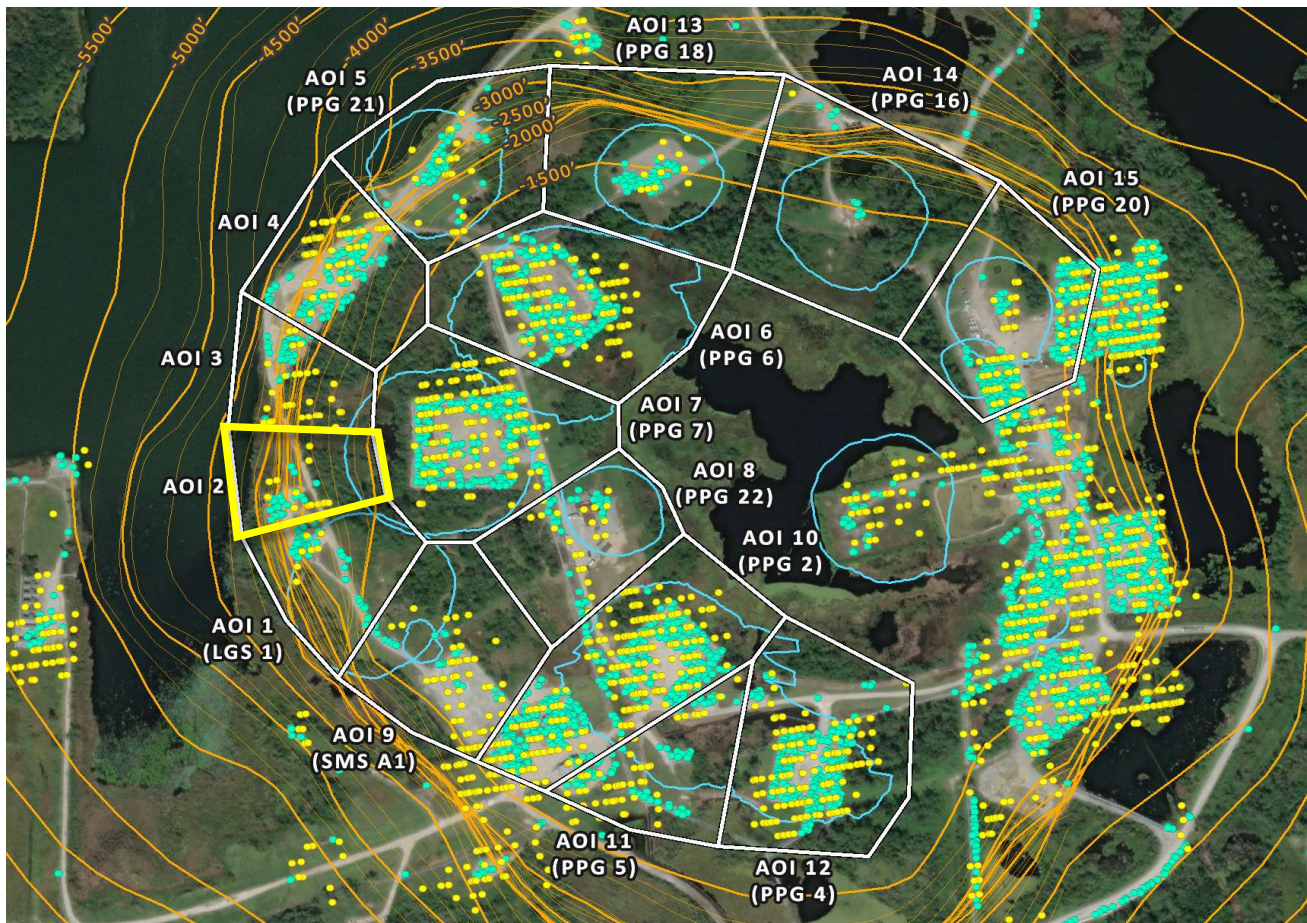 -5500'
-5000'
-4500'
-4000'
-3500'
-3000'
-2500'
-2000'
-1500'
AOI 13
(PPG 18)
AOI 5
(PPG 21)
AOI 14
(PPG 16)
AOI 15
(PPG 20)
AOI 4
AOI 3
AOI 6
(PPG 6)
AOI 7
(PPG 7)
AOI 2
AOI 8
(PPG 22)
AOI 10
(PPG 2)
AOI 1
(LGS 1)
AOI 9
(SMS A1)
AOI 11
(PPG 5)
AOI 12
(PPG 4)